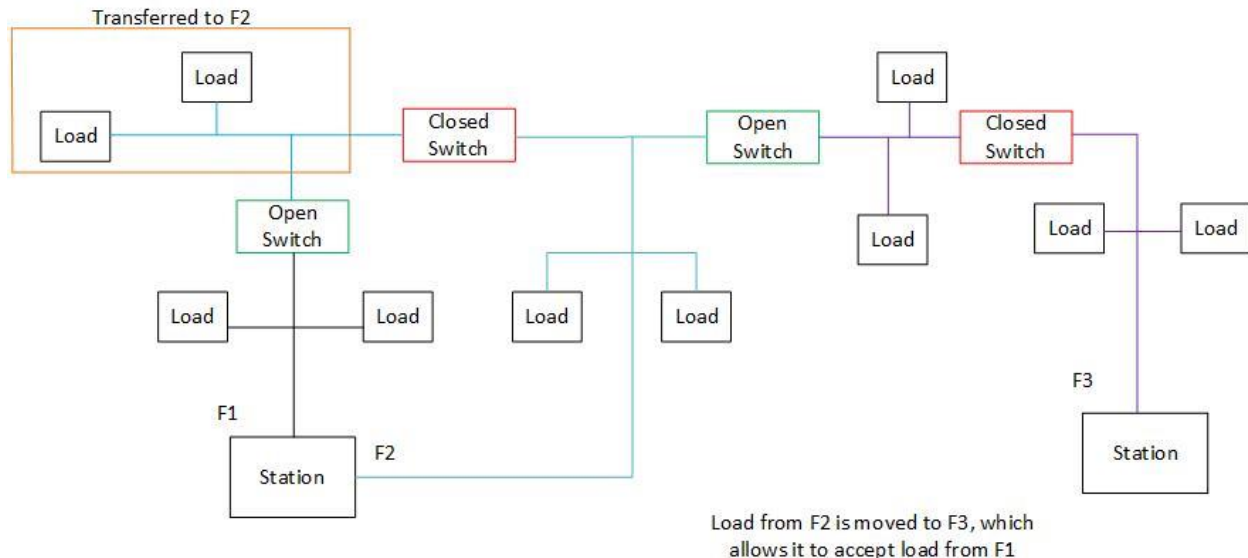 Transferred to F2
Load
Load
Closed
Switch
Open
Switch
Load
Closed
Switch
Open
Switch
Load
Load
Load
Load
Load
Load
Load
F1
F2
Station
F3
Station
Load from F2 is moved to F3, which
allows it to accept load from F1